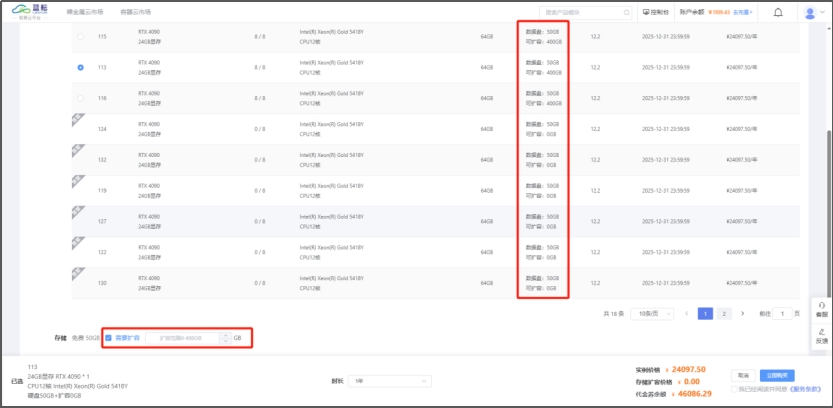 蓝耘
裸金属云市场 容器云市场 搜索产品模块 控制台 账户余额 去充值
115 RTX 4090 8 / 8 Intel(R) Xeon(R) Gold 5418Y 64GB 数据盘: 50GB 12.2 2025-12-31 23:59:59 ¥24097.50/年
24GB显存 CPU12核 可扩容: 400GB
113 RTX 4090 8 / 8 Intel(R) Xeon(R) Gold 5418Y 64GB 数据盘: 50GB 12.2 2025-12-31 23:59:59 ¥24097.50/年
24GB显存 CPU12核 可扩容: 400GB
116 RTX 4090 8 / 8 Intel(R) Xeon(R) Gold 5418Y 64GB 数据盘: 50GB 12.2 2025-12-31 23:59:59 ¥24097.50/年
24GB显存 CPU12核 可扩容: 400GB
124 RTX 4090 0 / 8 Intel(R) Xeon(R) Gold 5418Y 64GB 数据盘: 50GB 12.2 2025-12-31 23:59:59 ¥24097.50/年
24GB显存 CPU12核 可扩容: 0GB
132 RTX 4090 0 / 8 Intel(R) Xeon(R) Gold 5418Y 64GB 数据盘: 50GB 12.2 2025-12-31 23:59:59 ¥24097.50/年
24GB显存 CPU12核 可扩容: 0GB
119 RTX 4090 0 / 8 Intel(R) Xeon(R) Gold 5418Y 64GB 数据盘: 50GB 12.2 2025-12-31 23:59:59 ¥24097.50/年
24GB显存 CPU12核 可扩容: 0GB
127 RTX 4090 0 / 8 Intel(R) Xeon(R) Gold 5418Y 64GB 数据盘: 50GB 12.2 2025-12-31 23:59:59 ¥24097.50/年
24GB显存 CPU12核 可扩容: 0GB
122 RTX 4090 0 / 8 Intel(R) Xeon(R) Gold 5418Y 64GB 数据盘: 50GB 12.2 2025-12-31 23:59:59 ¥24097.50/年
24GB显存 CPU12核 可扩容: 0GB
130 RTX 4090 0 / 8 Intel(R) Xeon(R) Gold 5418Y 64GB 数据盘: 50GB 12.2 2025-12-31 23:59:59 ¥24097.50/年
24GB显存 CPU12核 可扩容: 0GB
共 18 条 10条/页 1 2 前往 1 页
客服
反馈
存储 免费 50GB 需要扩容 扩容范围0-400GB GB
已选 113
24GB显存 RTX 4090 * 1
CPU12核 Intel(R) Xeon(R) Gold 5418Y
硬盘50GB+扩容0GB
时长 1年
实例价格 ¥ 24097.50
存储扩容价格 ¥ 0.00
代金券余额 ¥ 46086.29
取消 立即购买
我已经阅读并同意《服务条款》